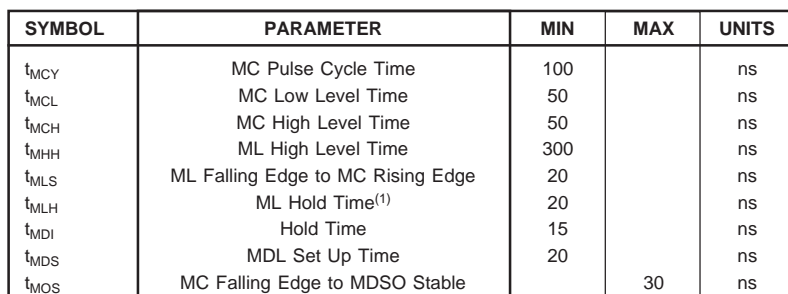 SYMBOL PARAMETER MIN MAX UNITS
tMCY MC Pulse Cycle Time 100 ns
tMCL MC Low Level Time 50 ns
tMCH MC High Level Time 50 ns
tMHH ML High Level Time 300 ns
tMLS ML Falling Edge to MC Rising Edge 20 ns
tMLH ML Hold Time(1) 20 ns
tMDI Hold Time 15 ns
tMDS MDL Set Up Time 20 ns
tMOS MC Falling Edge to MDSO Stable 30 ns